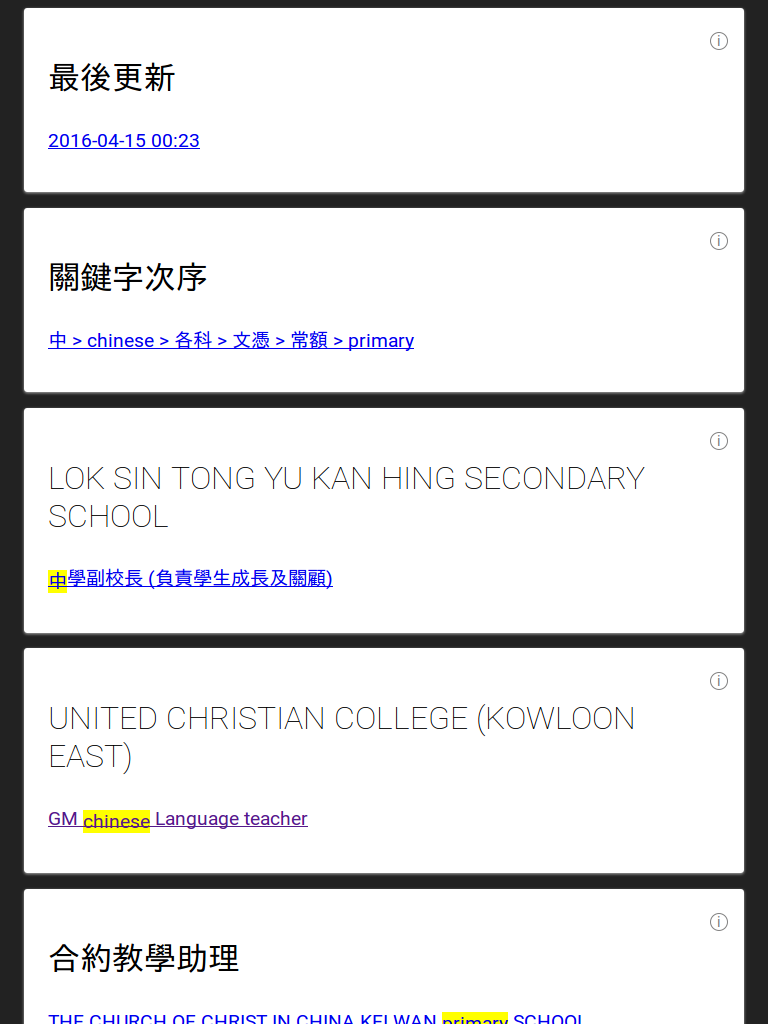 最後更新
2016-04-15 00:23
關鍵字次序
中 > chinese > 各科 > 文憑 > 常額 > primary
LOK SIN TONG YU KAN HING SECONDARY
SCHOOL
中學副校長 (負責學生成長及關顧)
UNITED CHRISTIAN COLLEGE (KOWLOON
EAST)
GM chinese Language teacher
合約教學助理
THE CHURCH OF CHRIST IN CHINA KEI WAN primary SCHOOL